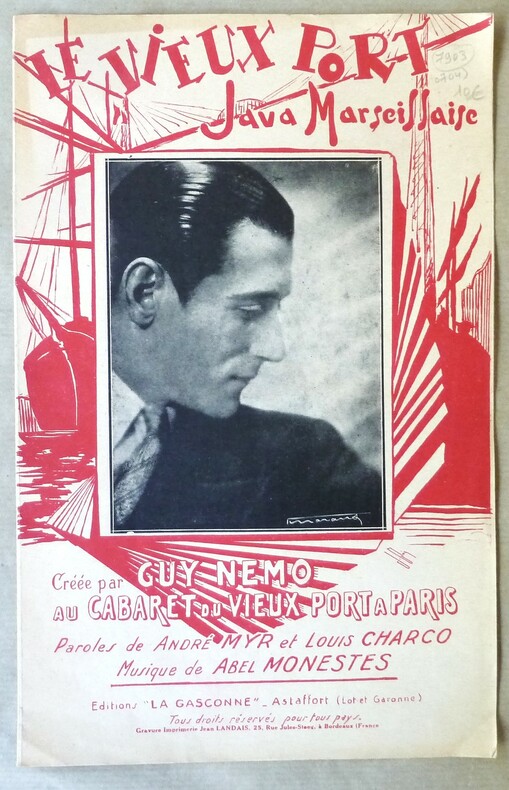 LE VIEUX PORT
Java Marseillaise
7903
10€
Créée par GUY NEMO
AU CABARET DU VIEUX PORT A PARIS
Paroles de ANDRÉ MYR et LOUIS CHARCO
Musique de ABEL MONESTES
Editions "LA GASCONNE" _ Astaffort (Lot et Garonne)
Tous droits réservés pour tous pays.
Gravure Imprimerie Jean LANDAIS, 25, Rue Jules-Steeg, à Bordeaux (France